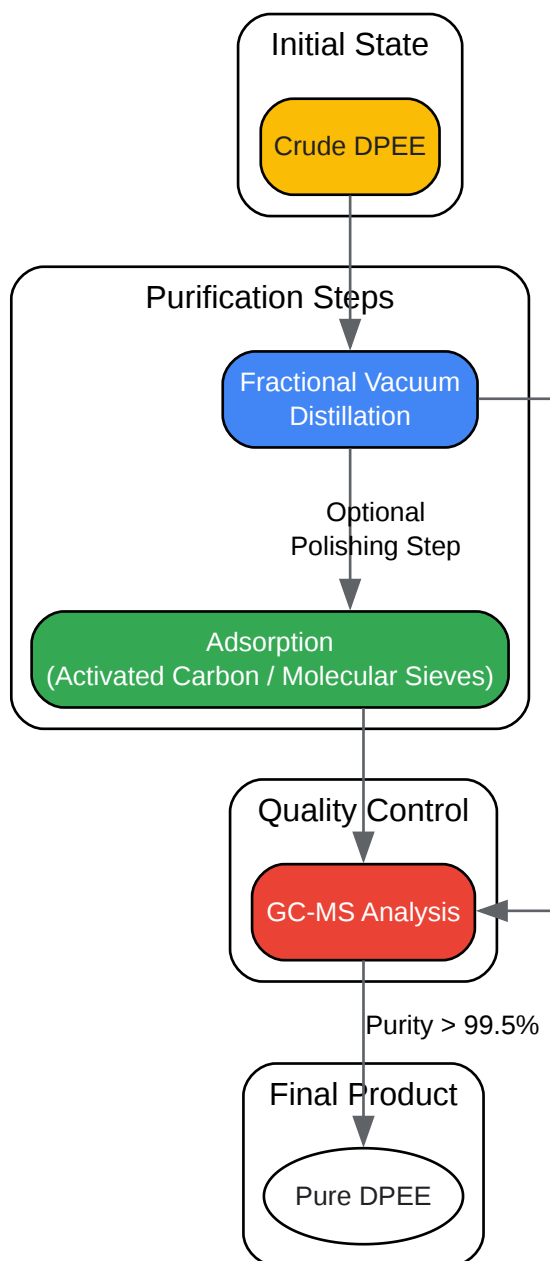 Initial State
Crude DPEE
Purification Steps
Fractional Vacuum
Distillation
Optional
Polishing Step
Adsorption
(Activated Carbon / Molecular Sieves)
Quality Control
GC-MS Analysis
Purity > 99.5%
Final Product
Pure DPEE